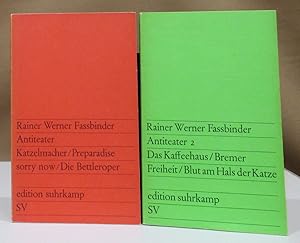 Rainer Werner Fassbinder
Antiteater
Katzelmacher/Preparadise
sorry now/Die Bettleroper
edition suhrkamp
SV
Rainer Werner Fassbinder
Antiteater 2
Das Kaffeehaus/Bremer
Freiheit/Blut am Hals der Katze
edition suhrkamp
SV